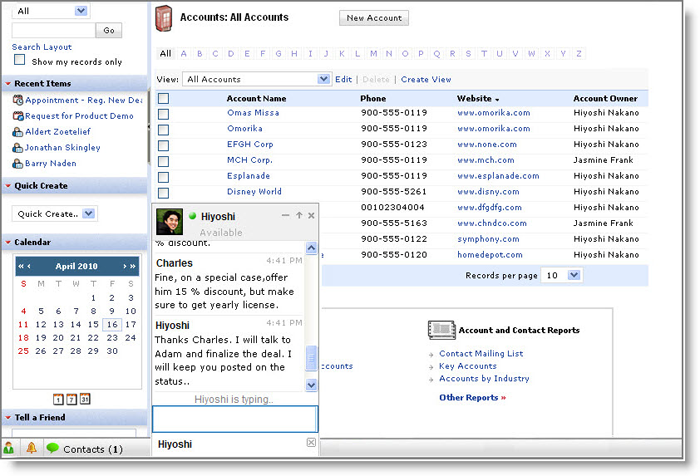 All
Go
Search Layout
Show my records only
Recent Items
Appointment - Reg. New Dea
Request for Product Demo
Aldert Zoetelief
Jonathan Skingley
Barry Naden
Quick Create
Quick Create..
Calendar
« ‹ April 2010 › »
S M T W T F S
1 2 3
4 5 6 7 8 9 10
11 12 13 14 15 16 17
18 19 20 21 22 23 24
25 26 27 28 29 30
1 7 31
Tell a Friend
Contacts (1)
Accounts: All Accounts
New Account
All A B C D E F G H I J K L M N O P Q R S T U V W X Y Z
View: All Accounts Edit | Delete | Create View
Account Name Phone Website Account Owner
Omas Missa 900-555-0119 www.omorika.com Hiyoshi Nakano
Omorika 900-555-0119 www.omorika.com Hiyoshi Nakano
EFGH Corp 900-555-0123 www.none.com Hiyoshi Nakano
MCH Corp. 900-555-0119 www.mch.com Jasmine Frank
Esplanade 900-555-0119 www.esplande.com Hiyoshi Nakano
Disney World 900-555-5261 www.disny.com Hiyoshi Nakano
00102304004 www.dfgdfg.com Hiyoshi Nakano
900-555-5163 www.chndco.com Jasmine Frank
900-555-0122 symphony.com Hiyoshi Nakano
900-555-0120 homedepot.com Hiyoshi Nakano
Records per page 10
Hiyoshi
Available
% discount.
Charles 4:41 PM
Fine, on a special case,offer
him 15 % discount, but make
sure to get yearly license.
Hiyoshi 4:41 PM
Thanks Charles. I will talk to
Adam and finalize the deal. I
will keep you posted on the
status..
Hiyoshi is typing..
Hiyoshi
counts
Account and Contact Reports
Contact Mailing List
Key Accounts
Accounts by Industry
Other Reports »